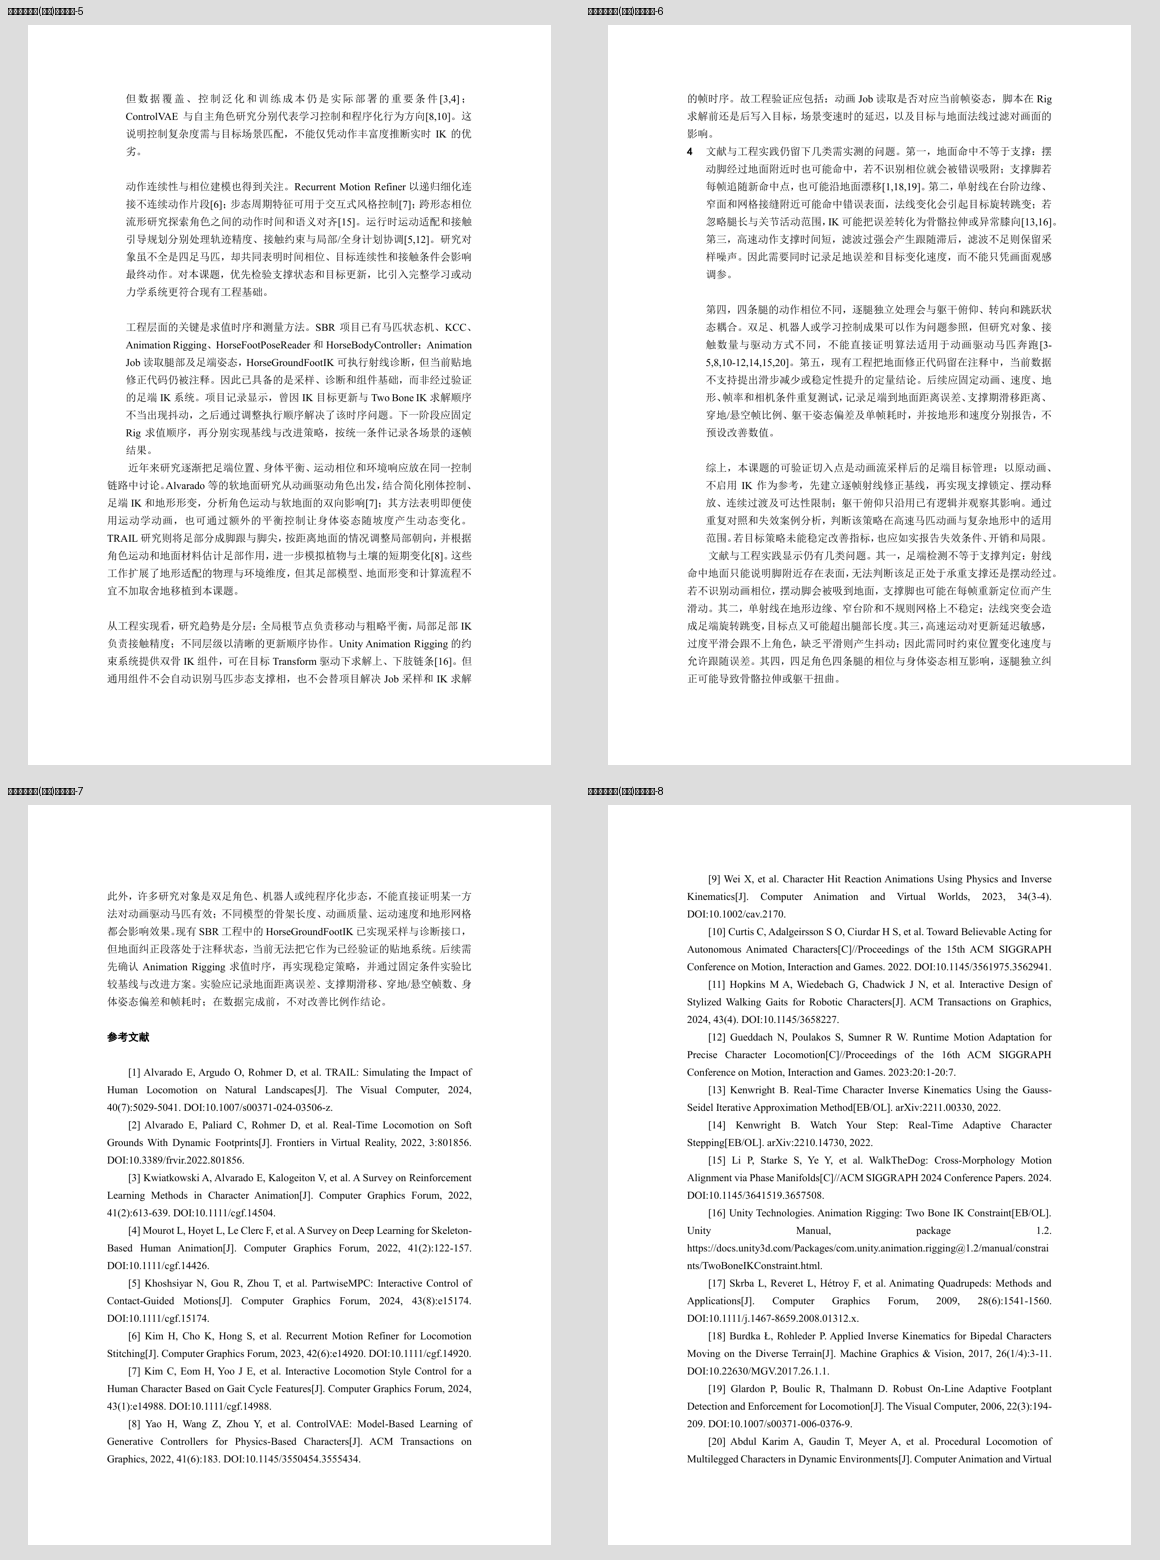 -5
但数据覆盖、控制泛化和训练成本仍是实际部署的重要条件[3,4]；
ControlVAE 与自主角色研究分别代表学习控制和程序化行为方向[8,10]。这
说明控制复杂度需与目标场景匹配，不能仅凭动作丰富度推断实时 IK 的优
劣。
动作连续性与相位建模也得到关注。Recurrent Motion Refiner 以递归细化连
接不连续动作片段[6]；步态周期特征可用于交互式风格控制[7]；跨形态相位
流形研究探索角色之间的动作时间和语义对齐[15]。运行时运动适配和接触
引导规划分别处理轨迹精度、接触约束与局部/全身计划协调[5,12]。研究对
象虽不全是四足马匹，却共同表明时间相位、目标连续性和接触条件会影响
最终动作。对本课题，优先检验支撑状态和目标更新，比引入完整学习或动
力学系统更符合现有工程基础。
工程层面的关键是求值时序和测量方法。SBR 项目已有马匹状态机、KCC、
Animation Rigging、HorseFootPoseReader 和 HorseBodyController；Animation
Job 读取腿部及足端姿态，HorseGroundFootIK 可执行射线诊断，但当前贴地
修正代码仍被注释。因此已具备的是采样、诊断和组件基础，而非经过验证
的足端 IK 系统。项目记录显示，曾因 IK 目标更新与 Two Bone IK 求解顺序
不当出现抖动，之后通过调整执行顺序解决了该时序问题。下一阶段应固定
Rig 求值顺序，再分别实现基线与改进策略，按统一条件记录各场景的逐帧
结果。
近年来研究逐渐把足端位置、身体平衡、运动相位和环境响应放在同一控制
链路中讨论。Alvarado 等的软地面研究从动画驱动角色出发，结合简化刚体控制、
足端 IK 和地形形变，分析角色运动与软地面的双向影响[7]；其方法表明即便使
用运动学动画，也可通过额外的平衡控制让身体姿态随坡度产生动态变化。
TRAIL 研究则将足部分成脚跟与脚尖，按距离地面的情况调整局部朝向，并根据
角色运动和地面材料估计足部作用，进一步模拟植物与土壤的短期变化[8]。这些
工作扩展了地形适配的物理与环境维度，但其足部模型、地面形变和计算流程不
宜不加取舍地移植到本课题。
从工程实现看，研究趋势是分层：全局根节点负责移动与粗略平衡，局部足部 IK
负责接触精度；不同层级以清晰的更新顺序协作。Unity Animation Rigging 的约
束系统提供双骨 IK 组件，可在目标 Transform 驱动下求解上、下肢链条[16]。但
通用组件不会自动识别马匹步态支撑相，也不会替项目解决 Job 采样和 IK 求解
-6
的帧时序。故工程验证应包括：动画 Job 读取是否对应当前帧姿态，脚本在 Rig
求解前还是后写入目标，场景变速时的延迟，以及目标与地面法线过滤对画面的
影响。
4 文献与工程实践仍留下几类需实测的问题。第一，地面命中不等于支撑：摆
动脚经过地面附近时也可能命中，若不识别相位就会被错误吸附；支撑脚若
每帧追随新命中点，也可能沿地面漂移[1,18,19]。第二，单射线在台阶边缘、
窄面和网格接缝附近可能命中错误表面，法线变化会引起目标旋转跳变；若
忽略腿长与关节活动范围，IK 可能把误差转化为骨骼拉伸或异常膝向[13,16]。
第三，高速动作支撑时间短，滤波过强会产生跟随滞后，滤波不足则保留采
样噪声。因此需要同时记录足地误差和目标变化速度，而不能只凭画面观感
调参。
第四，四条腿的动作相位不同，逐腿独立处理会与躯干俯仰、转向和跳跃状
态耦合。双足、机器人或学习控制成果可以作为问题参照，但研究对象、接
触数量与驱动方式不同，不能直接证明算法适用于动画驱动马匹奔跑[3-
5,8,10-12,14,15,20]。第五，现有工程把地面修正代码留在注释中，当前数据
不支持提出滑步减少或稳定性提升的定量结论。后续应固定动画、速度、地
形、帧率和相机条件重复测试，记录足端到地面距离误差、支撑期滑移距离、
穿地/悬空帧比例、躯干姿态偏差及单帧耗时，并按地形和速度分别报告，不
预设改善数值。
综上，本课题的可验证切入点是动画流采样后的足端目标管理：以原动画、
不启用 IK 作为参考，先建立逐帧射线修正基线，再实现支撑锁定、摆动释
放、连续过渡及可达性限制；躯干俯仰只沿用已有逻辑并观察其影响。通过
重复对照和失效案例分析，判断该策略在高速马匹动画与复杂地形中的适用
范围。若目标策略未能稳定改善指标，也应如实报告失效条件、开销和局限。
文献与工程实践显示仍有几类问题。其一，足端检测不等于支撑判定：射线
命中地面只能说明脚附近存在表面，无法判断该足正处于承重支撑还是摆动经过。
若不识别动画相位，摆动脚会被吸到地面，支撑脚也可能在每帧重新定位而产生
滑动。其二，单射线在地形边缘、窄台阶和不规则网格上不稳定；法线突变会造
成足端旋转跳变，目标点又可能超出腿部长度。其三，高速运动对更新延迟敏感，
过度平滑会跟不上角色，缺乏平滑则产生抖动；因此需同时约束位置变化速度与
允许跟随误差。其四，四足角色四条腿的相位与身体姿态相互影响，逐腿独立纠
正可能导致骨骼拉伸或躯干扭曲。
-7
此外，许多研究对象是双足角色、机器人或纯程序化步态，不能直接证明某一方
法对动画驱动马匹有效；不同模型的骨架长度、动画质量、运动速度和地形网格
都会影响效果。现有 SBR 工程中的 HorseGroundFootIK 已实现采样与诊断接口，
但地面纠正段落处于注释状态，当前无法把它作为已经验证的贴地系统。后续需
先确认 Animation Rigging 求值时序，再实现稳定策略，并通过固定条件实验比
较基线与改进方案。实验应记录地面距离误差、支撑期滑移、穿地/悬空帧数、身
体姿态偏差和帧耗时；在数据完成前，不对改善比例作结论。
参考文献
[1] Alvarado E, Argudo O, Rohmer D, et al. TRAIL: Simulating the Impact of
Human Locomotion on Natural Landscapes[J]. The Visual Computer, 2024,
40(7):5029-5041. DOI:10.1007/s00371-024-03506-z.
[2] Alvarado E, Paliard C, Rohmer D, et al. Real-Time Locomotion on Soft
Grounds With Dynamic Footprints[J]. Frontiers in Virtual Reality, 2022, 3:801856.
DOI:10.3389/frvir.2022.801856.
[3] Kwiatkowski A, Alvarado E, Kalogeiton V, et al. A Survey on Reinforcement
Learning Methods in Character Animation[J]. Computer Graphics Forum, 2022,
41(2):613-639. DOI:10.1111/cgf.14504.
[4] Mourot L, Hoyet L, Le Clerc F, et al. A Survey on Deep Learning for Skeleton-
Based Human Animation[J]. Computer Graphics Forum, 2022, 41(2):122-157.
DOI:10.1111/cgf.14426.
[5] Khoshsiyar N, Gou R, Zhou T, et al. PartwiseMPC: Interactive Control of
Contact-Guided Motions[J]. Computer Graphics Forum, 2024, 43(8):e15174.
DOI:10.1111/cgf.15174.
[6] Kim H, Cho K, Hong S, et al. Recurrent Motion Refiner for Locomotion
Stitching[J]. Computer Graphics Forum, 2023, 42(6):e14920. DOI:10.1111/cgf.14920.
[7] Kim C, Eom H, Yoo J E, et al. Interactive Locomotion Style Control for a
Human Character Based on Gait Cycle Features[J]. Computer Graphics Forum, 2024,
43(1):e14988. DOI:10.1111/cgf.14988.
[8] Yao H, Wang Z, Zhou Y, et al. ControlVAE: Model-Based Learning of
Generative Controllers for Physics-Based Characters[J]. ACM Transactions on
Graphics, 2022, 41(6):183. DOI:10.1145/3550454.3555434.
-8
[9] Wei X, et al. Character Hit Reaction Animations Using Physics and Inverse
Kinematics[J]. Computer Animation and Virtual Worlds, 2023, 34(3-4).
DOI:10.1002/cav.2170.
[10] Curtis C, Adalgeirsson S O, Ciurdar H S, et al. Toward Believable Acting for
Autonomous Animated Characters[C]//Proceedings of the 15th ACM SIGGRAPH
Conference on Motion, Interaction and Games. 2022. DOI:10.1145/3561975.3562941.
[11] Hopkins M A, Wiedebach G, Chadwick J N, et al. Interactive Design of
Stylized Walking Gaits for Robotic Characters[J]. ACM Transactions on Graphics,
2024, 43(4). DOI:10.1145/3658227.
[12] Gueddach N, Poulakos S, Sumner R W. Runtime Motion Adaptation for
Precise Character Locomotion[C]//Proceedings of the 16th ACM SIGGRAPH
Conference on Motion, Interaction and Games. 2023:20:1-20:7.
[13] Kenwright B. Real-Time Character Inverse Kinematics Using the Gauss-
Seidel Iterative Approximation Method[EB/OL]. arXiv:2211.00330, 2022.
[14] Kenwright B. Watch Your Step: Real-Time Adaptive Character
Stepping[EB/OL]. arXiv:2210.14730, 2022.
[15] Li P, Starke S, Ye Y, et al. WalkTheDog: Cross-Morphology Motion
Alignment via Phase Manifolds[C]//ACM SIGGRAPH 2024 Conference Papers. 2024.
DOI:10.1145/3641519.3657508.
[16] Unity Technologies. Animation Rigging: Two Bone IK Constraint[EB/OL].
Unity Manual, package 1.2.
https://docs.unity3d.com/Packages/com.unity.animation.rigging@1.2/manual/constrai
nts/TwoBoneIKConstraint.html.
[17] Skrba L, Reveret L, Hétroy F, et al. Animating Quadrupeds: Methods and
Applications[J]. Computer Graphics Forum, 2009, 28(6):1541-1560.
DOI:10.1111/j.1467-8659.2008.01312.x.
[18] Burdka Ł, Rohleder P. Applied Inverse Kinematics for Bipedal Characters
Moving on the Diverse Terrain[J]. Machine Graphics & Vision, 2017, 26(1/4):3-11.
DOI:10.22630/MGV.2017.26.1.1.
[19] Glardon P, Boulic R, Thalmann D. Robust On-Line Adaptive Footplant
Detection and Enforcement for Locomotion[J]. The Visual Computer, 2006, 22(3):194-
209. DOI:10.1007/s00371-006-0376-9.
[20] Abdul Karim A, Gaudin T, Meyer A, et al. Procedural Locomotion of
Multilegged Characters in Dynamic Environments[J]. Computer Animation and Virtual